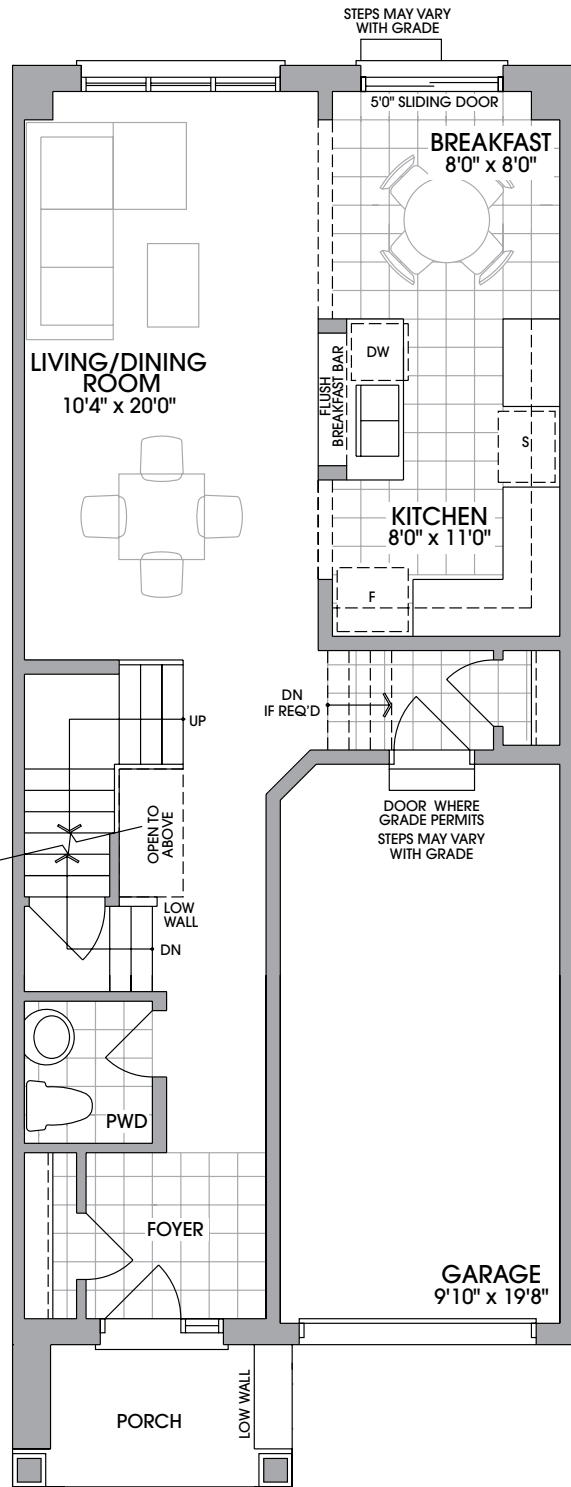 STEPS MAY VARY
WITH GRADE
5'0" SLIDING DOOR
BREAKFAST
8'0" x 8'0"
LIVING/DINING
ROOM
10'4" x 20'0"
FLUSH
BREAKFAST BAR
DW
S
KITCHEN
8'0" x 11'0"
F
DN
IF REQ'D
UP
OPEN TO
ABOVE
DOOR WHERE
GRADE PERMITS
STEPS MAY VARY
WITH GRADE
LOW
WALL
DN
PWD
FOYER
GARAGE
9'10" x 19'8"
PORCH
LOW WALL